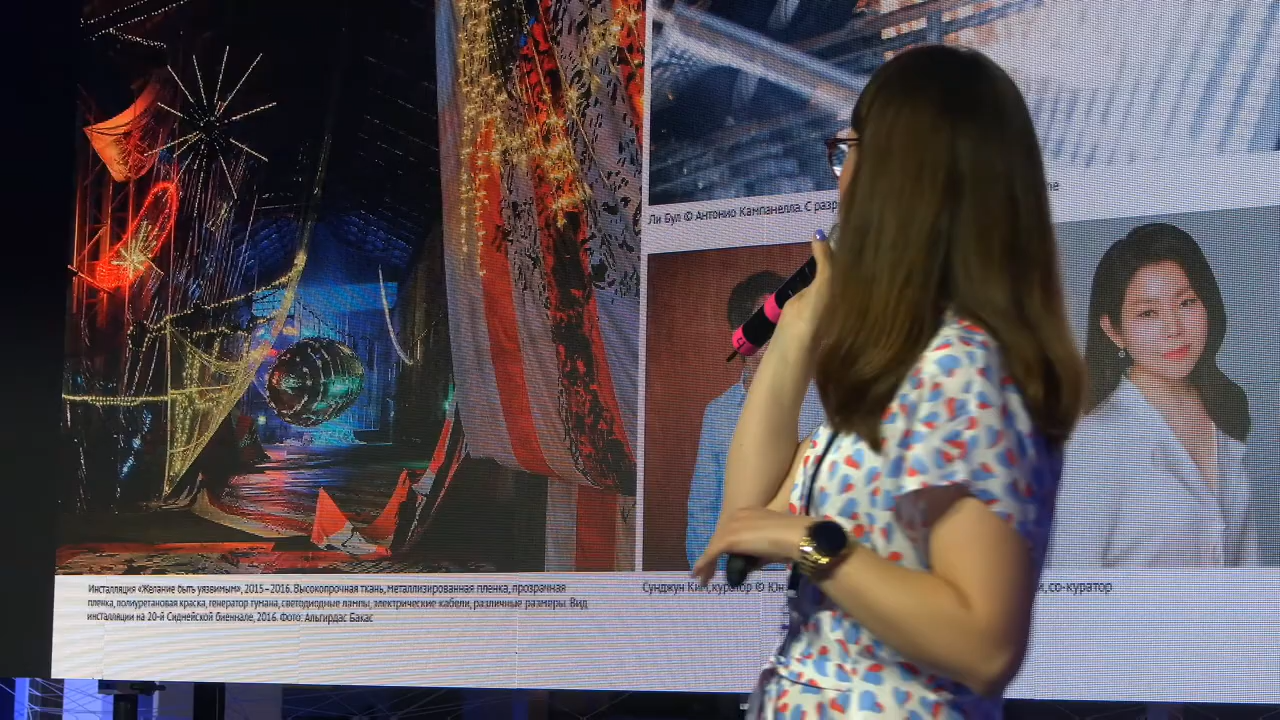 Инсталляция «Желание быть уязвимым», 2015–2016. Высокопрочная ткань, металлизированная пленка, прозрачная
пленка, полиуретановая краска, генератор тумана, светодиодные лампы, электрические кабели, различные размеры. Вид
инсталляции на 20-й Сиднейской биеннале, 2016. Фото: Альгирдас Бакас
Ли Бул © Антонио Кампанелла. С разр
ne
Сунджун Ким, куратор © Юн
со-куратор